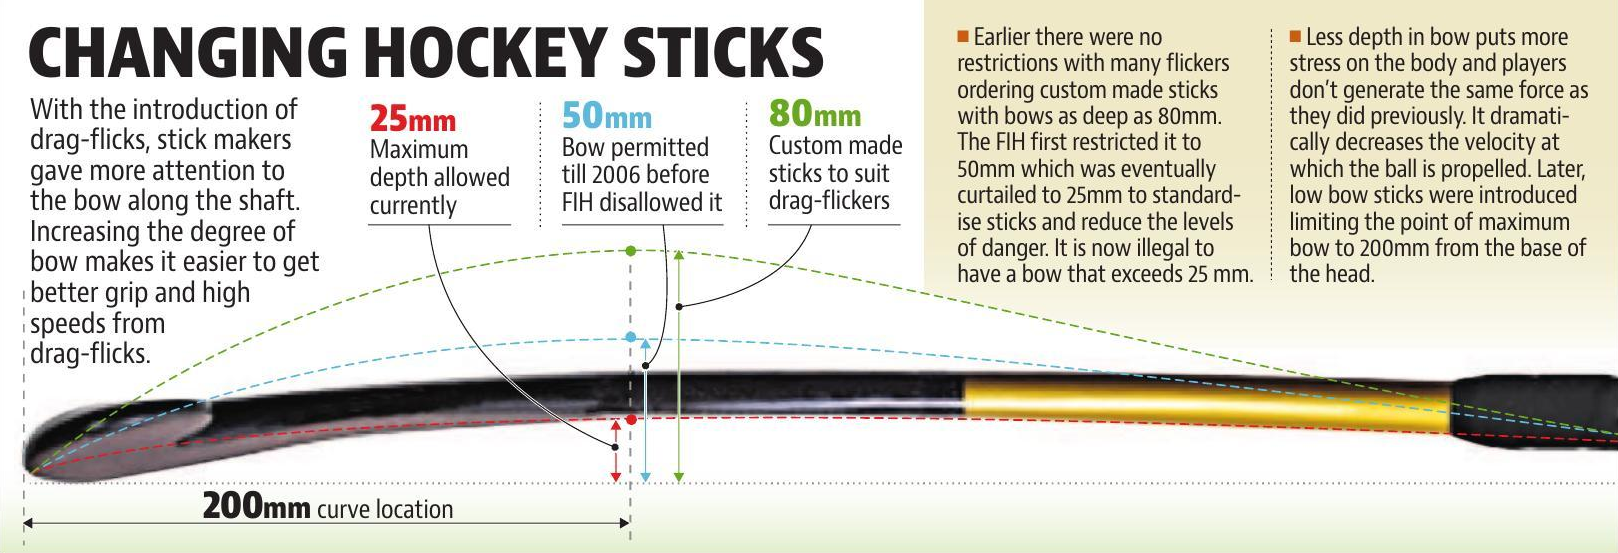 CHANGING HOCKEY STICKS
With the introduction of
drag-flicks, stick makers
gave more attention to
the bow along the shaft.
Increasing the degree of
bow makes it easier to get
better grip and high
speeds from
drag-flicks.
25mm
Maximum
depth allowed
currently
50mm
Bow permitted
till 2006 before
FIH disallowed it
80mm
Custom made
sticks to suit
drag-flickers
■ Earlier there were no
restrictions with many flickers
ordering custom made sticks
with bows as deep as 80mm.
The FIH first restricted it to
50mm which was eventually
curtailed to 25mm to standard-
ise sticks and reduce the levels
of danger. It is now illegal to
have a bow that exceeds 25 mm.
■ Less depth in bow puts more
stress on the body and players
don't generate the same force as
they did previously. It dramati-
cally decreases the velocity at
which the ball is propelled. Later,
low bow sticks were introduced
limiting the point of maximum
bow to 200mm from the base of
the head.
200mm curve location